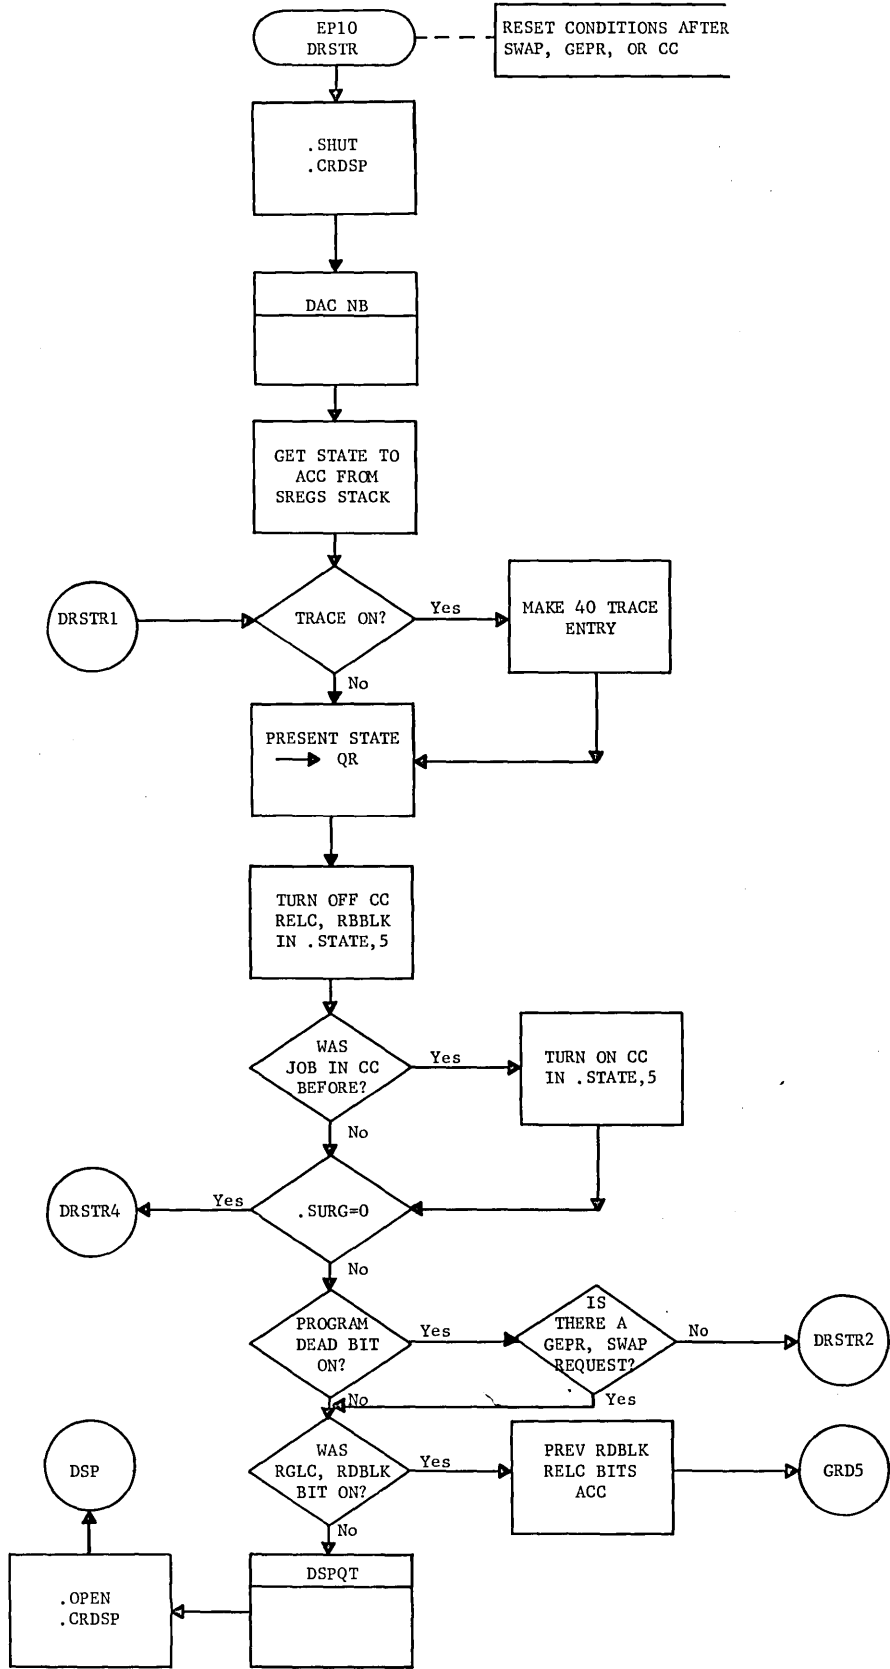 EP10
DRSTR
RESET CONDITIONS AFTER
SWAP, GEPR, OR CC
.SHUT
.CRDSP
DAC NB
GET STATE TO
ACC FROM
SREGS STACK
DRSTR1
TRACE ON?
Yes
MAKE 40 TRACE
ENTRY
No
PRESENT STATE
→ QR
TURN OFF CC
RELC, RBBLK
IN .STATE,5
WAS
JOB IN CC
BEFORE?
Yes
TURN ON CC
IN .STATE,5
No
DRSTR4
Yes
.SURG=0
No
PROGRAM
DEAD BIT
ON?
Yes
IS
THERE A
GEPR, SWAP
REQUEST?
No
DRSTR2
No
Yes
DSP
WAS
RGLC, RDBLK
BIT ON?
Yes
PREV RDBLK
RELC BITS
ACC
GRD5
No
DSPQT
.OPEN
.CRDSP